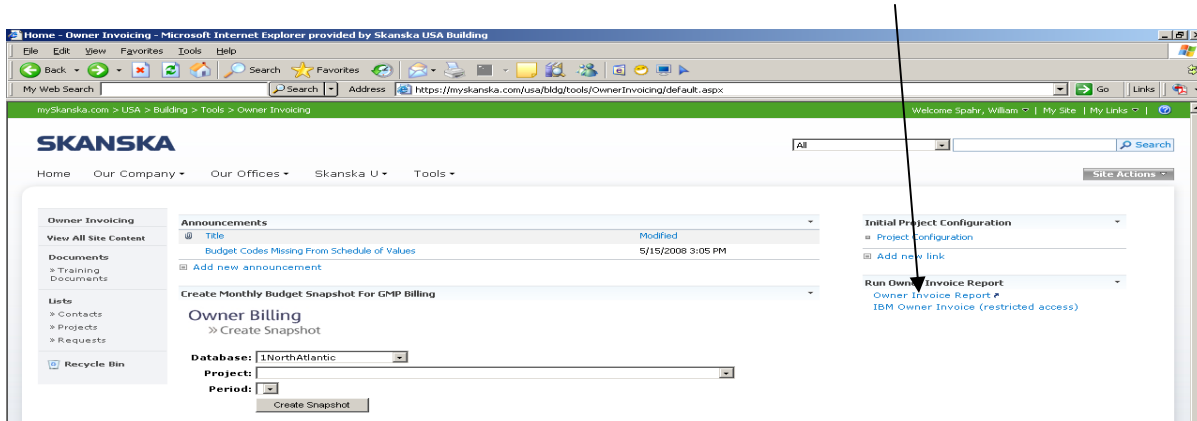 Home - Owner Invoicing - Microsoft Internet Explorer provided by Skanska USA Building
File Edit View Favorites Tools Help
Back Search Favorites
My Web Search Search Address https://myskanska.com/usa/bldg/tools/OwnerInvoicing/default.aspx Go Links
mySkanska.com > USA > Building > Tools > Owner Invoicing Welcome Spahr, William | My Site | My Links |
SKANSKA
All Search
Home Our Company Our Offices Skanska U Tools Site Actions
Owner Invoicing
View All Site Content
Documents
» Training Documents
Lists
» Contacts
» Projects
» Requests
Recycle Bin
Announcements
Title Modified
Budget Codes Missing From Schedule of Values 5/15/2008 3:05 PM
Add new announcement
Create Monthly Budget Snapshot For GMP Billing
Owner Billing
» Create Snapshot
Database: 1NorthAtlantic
Project:
Period:
Create Snapshot
Initial Project Configuration
Project Configuration
Add new link
Run Owner Invoice Report
Owner Invoice Report
IBM Owner Invoice (restricted access)